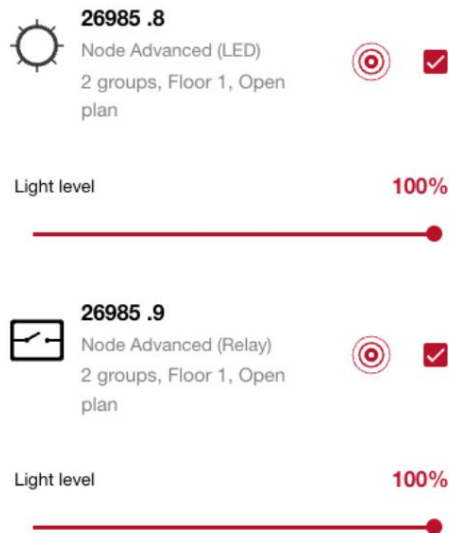 26985 .8
Node Advanced (LED)
2 groups, Floor 1, Open
plan
Light level
100%
26985 .9
Node Advanced (Relay)
2 groups, Floor 1, Open
plan
Light level
100%